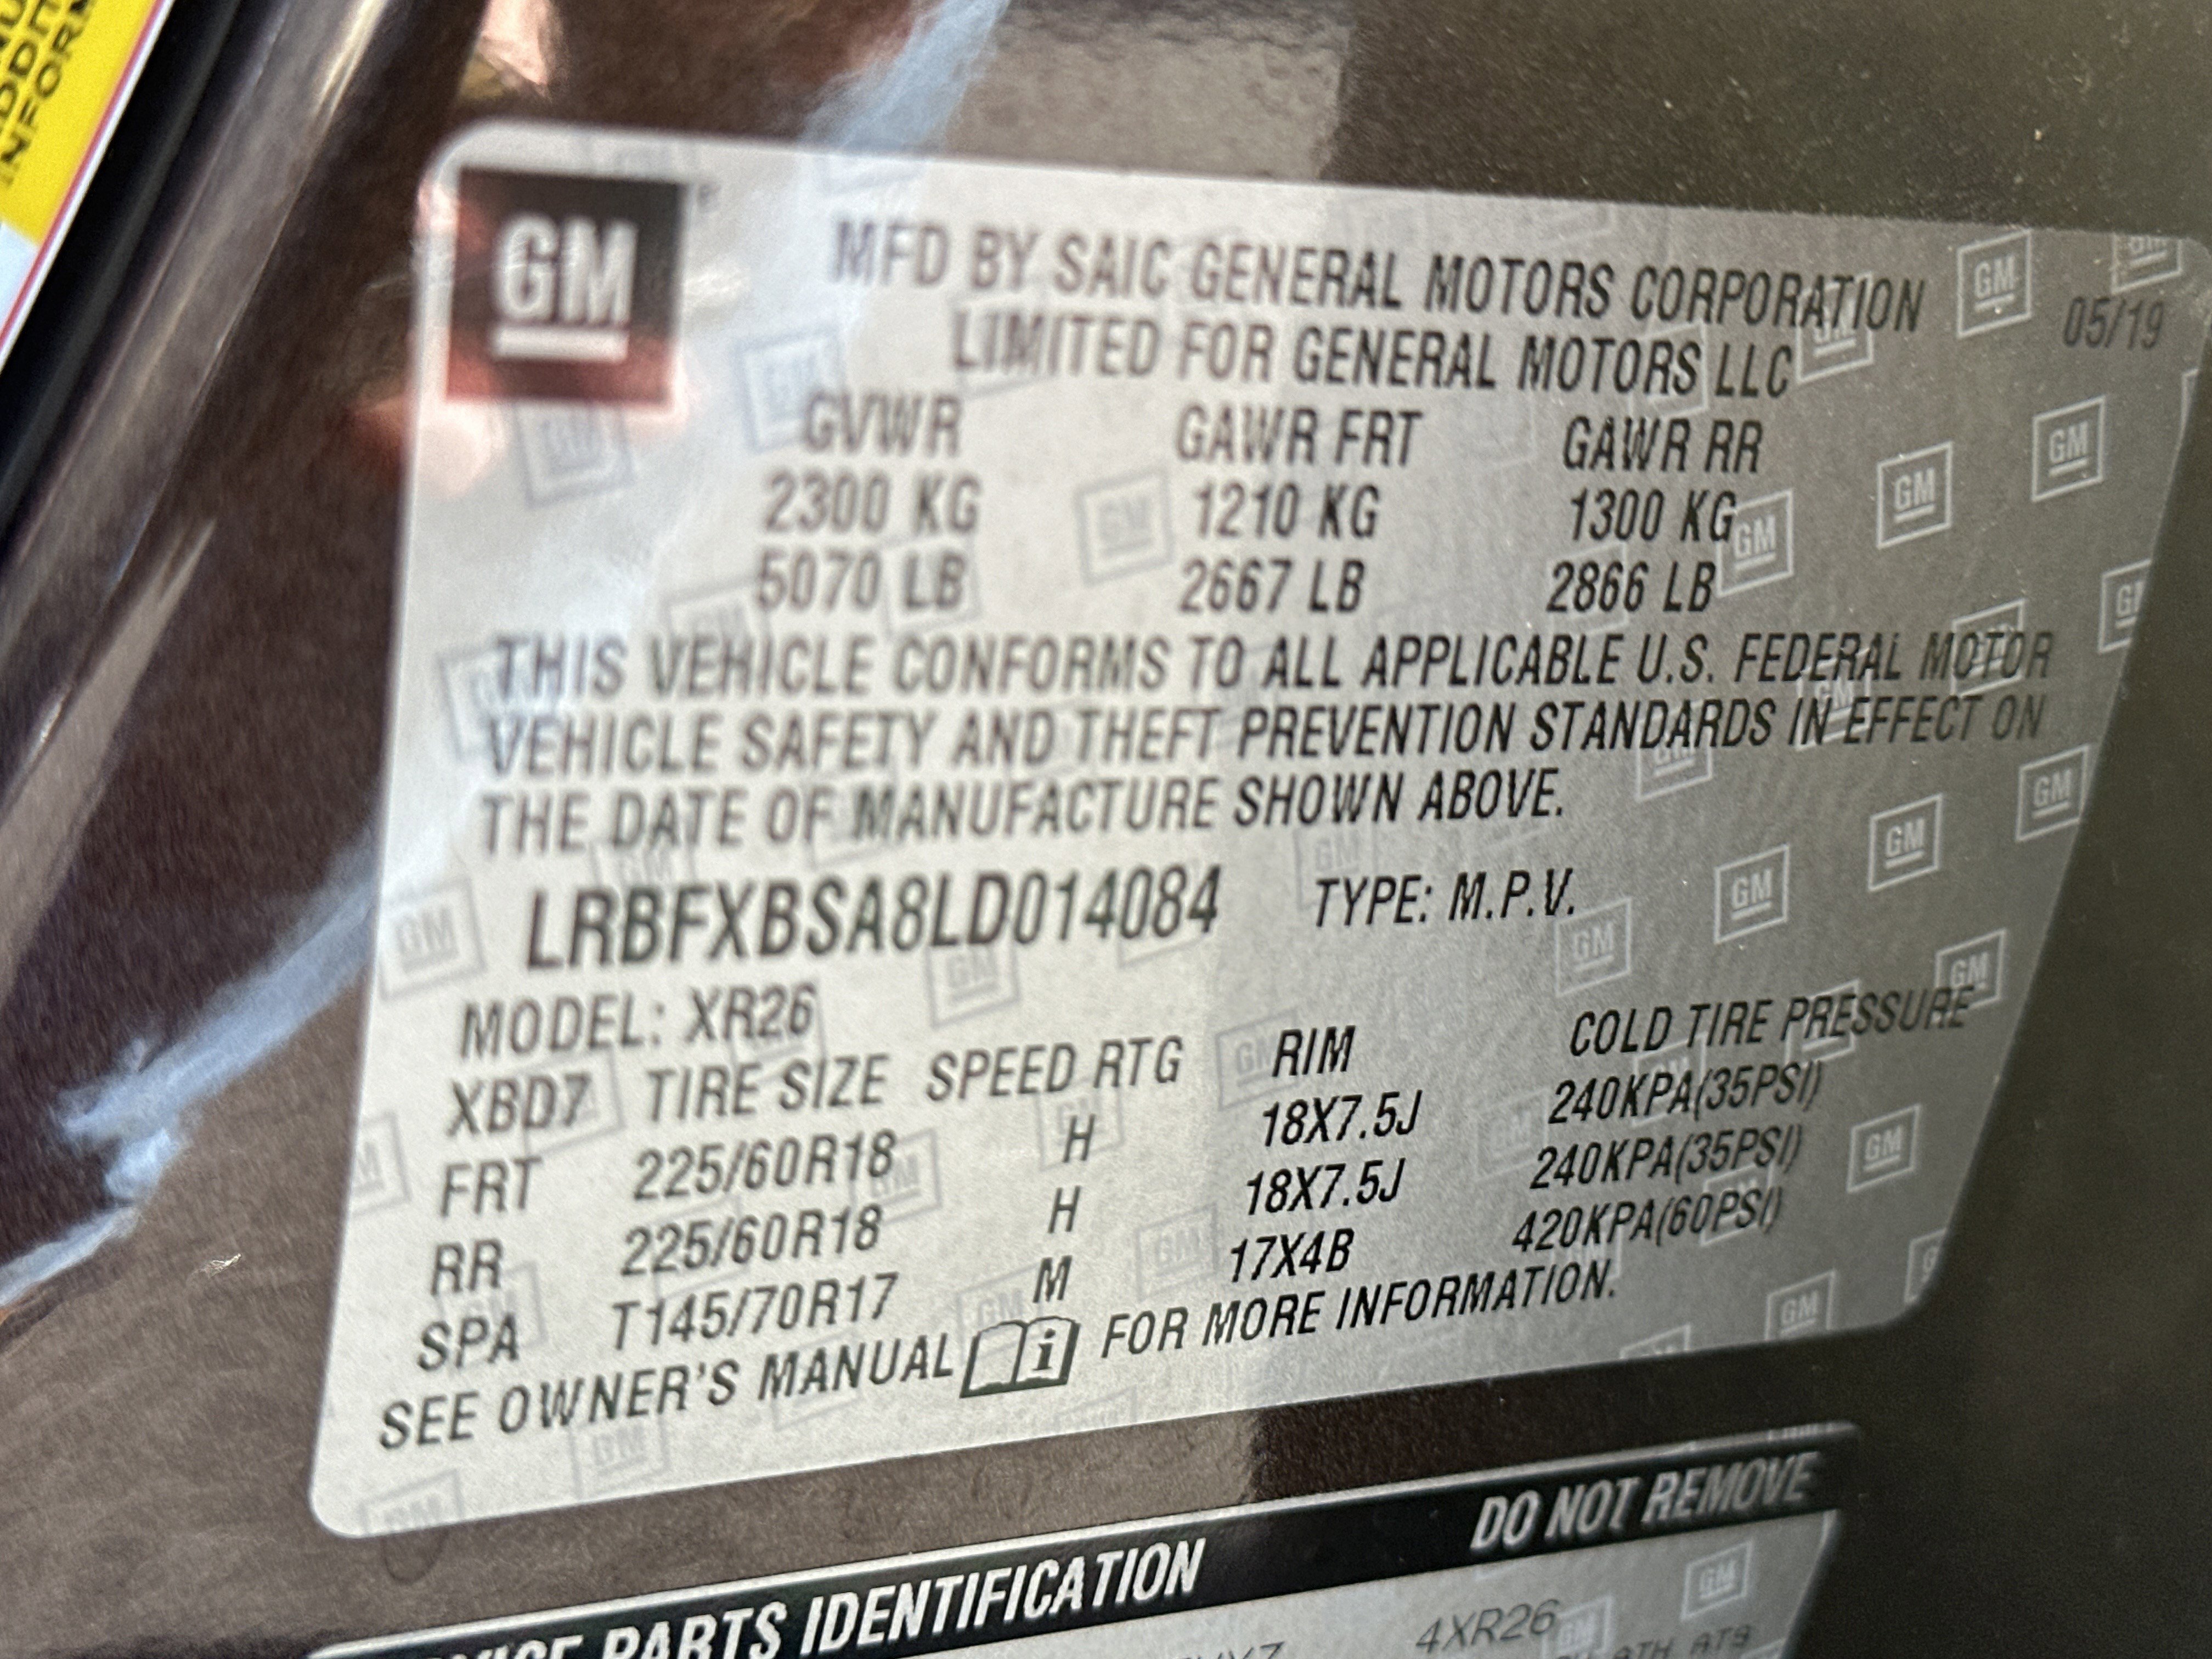 INFORM
GM
MFD BY SAIC GENERAL MOTORS CORPORATION
05/19
LIMITED FOR GENERAL MOTORS LLC
GVWR GAWR FRT GAWR RR
2300 KG 1210 KG 1300 KG
5070 LB 2667 LB 2866 LB
THIS VEHICLE CONFORMS TO ALL APPLICABLE U.S. FEDERAL MOTOR
VEHICLE SAFETY AND THEFT PREVENTION STANDARDS IN EFFECT ON
THE DATE OF MANUFACTURE SHOWN ABOVE.
LRBFXBSA8LD014084 TYPE: M.P.V.
MODEL: XR26
XBD7 TIRE SIZE SPEED RTG RIM COLD TIRE PRESSURE
FRT 225/60R18 H 18X7.5J 240KPA(35PSI)
RR 225/60R18 H 18X7.5J 240KPA(35PSI)
SPA T145/70R17 M 17X4B 420KPA(60PSI)
SEE OWNER'S MANUAL FOR MORE INFORMATION.
PARTS IDENTIFICATION DO NOT REMOVE
4XR26